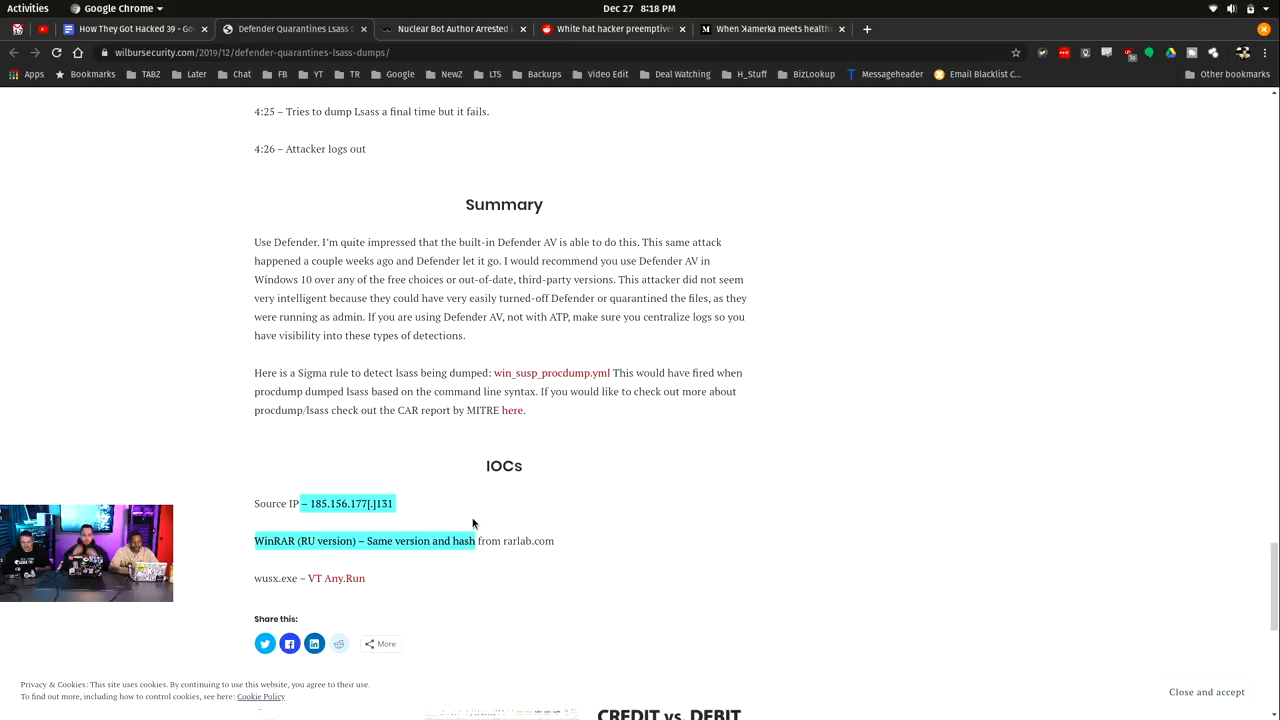 Activities
Google Chrome
Dec 27 8:18 PM
How They Got Hacked 39 - Go
Defender Quarantines Lsass D
Nuclear Bot Author Arrested i
White hat hacker preemptivel
When Kamerka meets health
wilbursecurity.com/2019/12/defender-quarantines-lsass-dumps/
Apps
Bookmarks
TABZ
Later
Chat
FB
YT
TR
Google
NewZ
LTS
Backups
Video Edit
Deal Watching
H_Stuff
BizLookup
Messageheader
Email Blacklist C...
Other bookmarks
4:25 – Tries to dump Lsass a final time but it fails.
4:26 – Attacker logs out
Summary
Use Defender. I'm quite impressed that the built-in Defender AV is able to do this. This same attack
happened a couple weeks ago and Defender let it go. I would recommend you use Defender AV in
Windows 10 over any of the free choices or out-of-date, third-party versions. This attacker did not seem
very intelligent because they could have very easily turned-off Defender or quarantined the files, as they
were running as admin. If you are using Defender AV, not with ATP, make sure you centralize logs so you
have visibility into these types of detections.
Here is a Sigma rule to detect lsass being dumped: win_susp_procdump.yml This would have fired when
procdump dumped lsass based on the command line syntax. If you would like to check out more about
procdump/lsass check out the CAR report by MITRE here.
IOCs
Source IP – 185.156.177[.]131
WinRAR (RU version) – Same version and hash from rarlab.com
wusx.exe – VT Any.Run
Share this:
More
Privacy & Cookies: This site uses cookies. By continuing to use this website, you agree to their use.
To find out more, including how to control cookies, see here: Cookie Policy
Close and accept
CREDIT vs. DEBIT